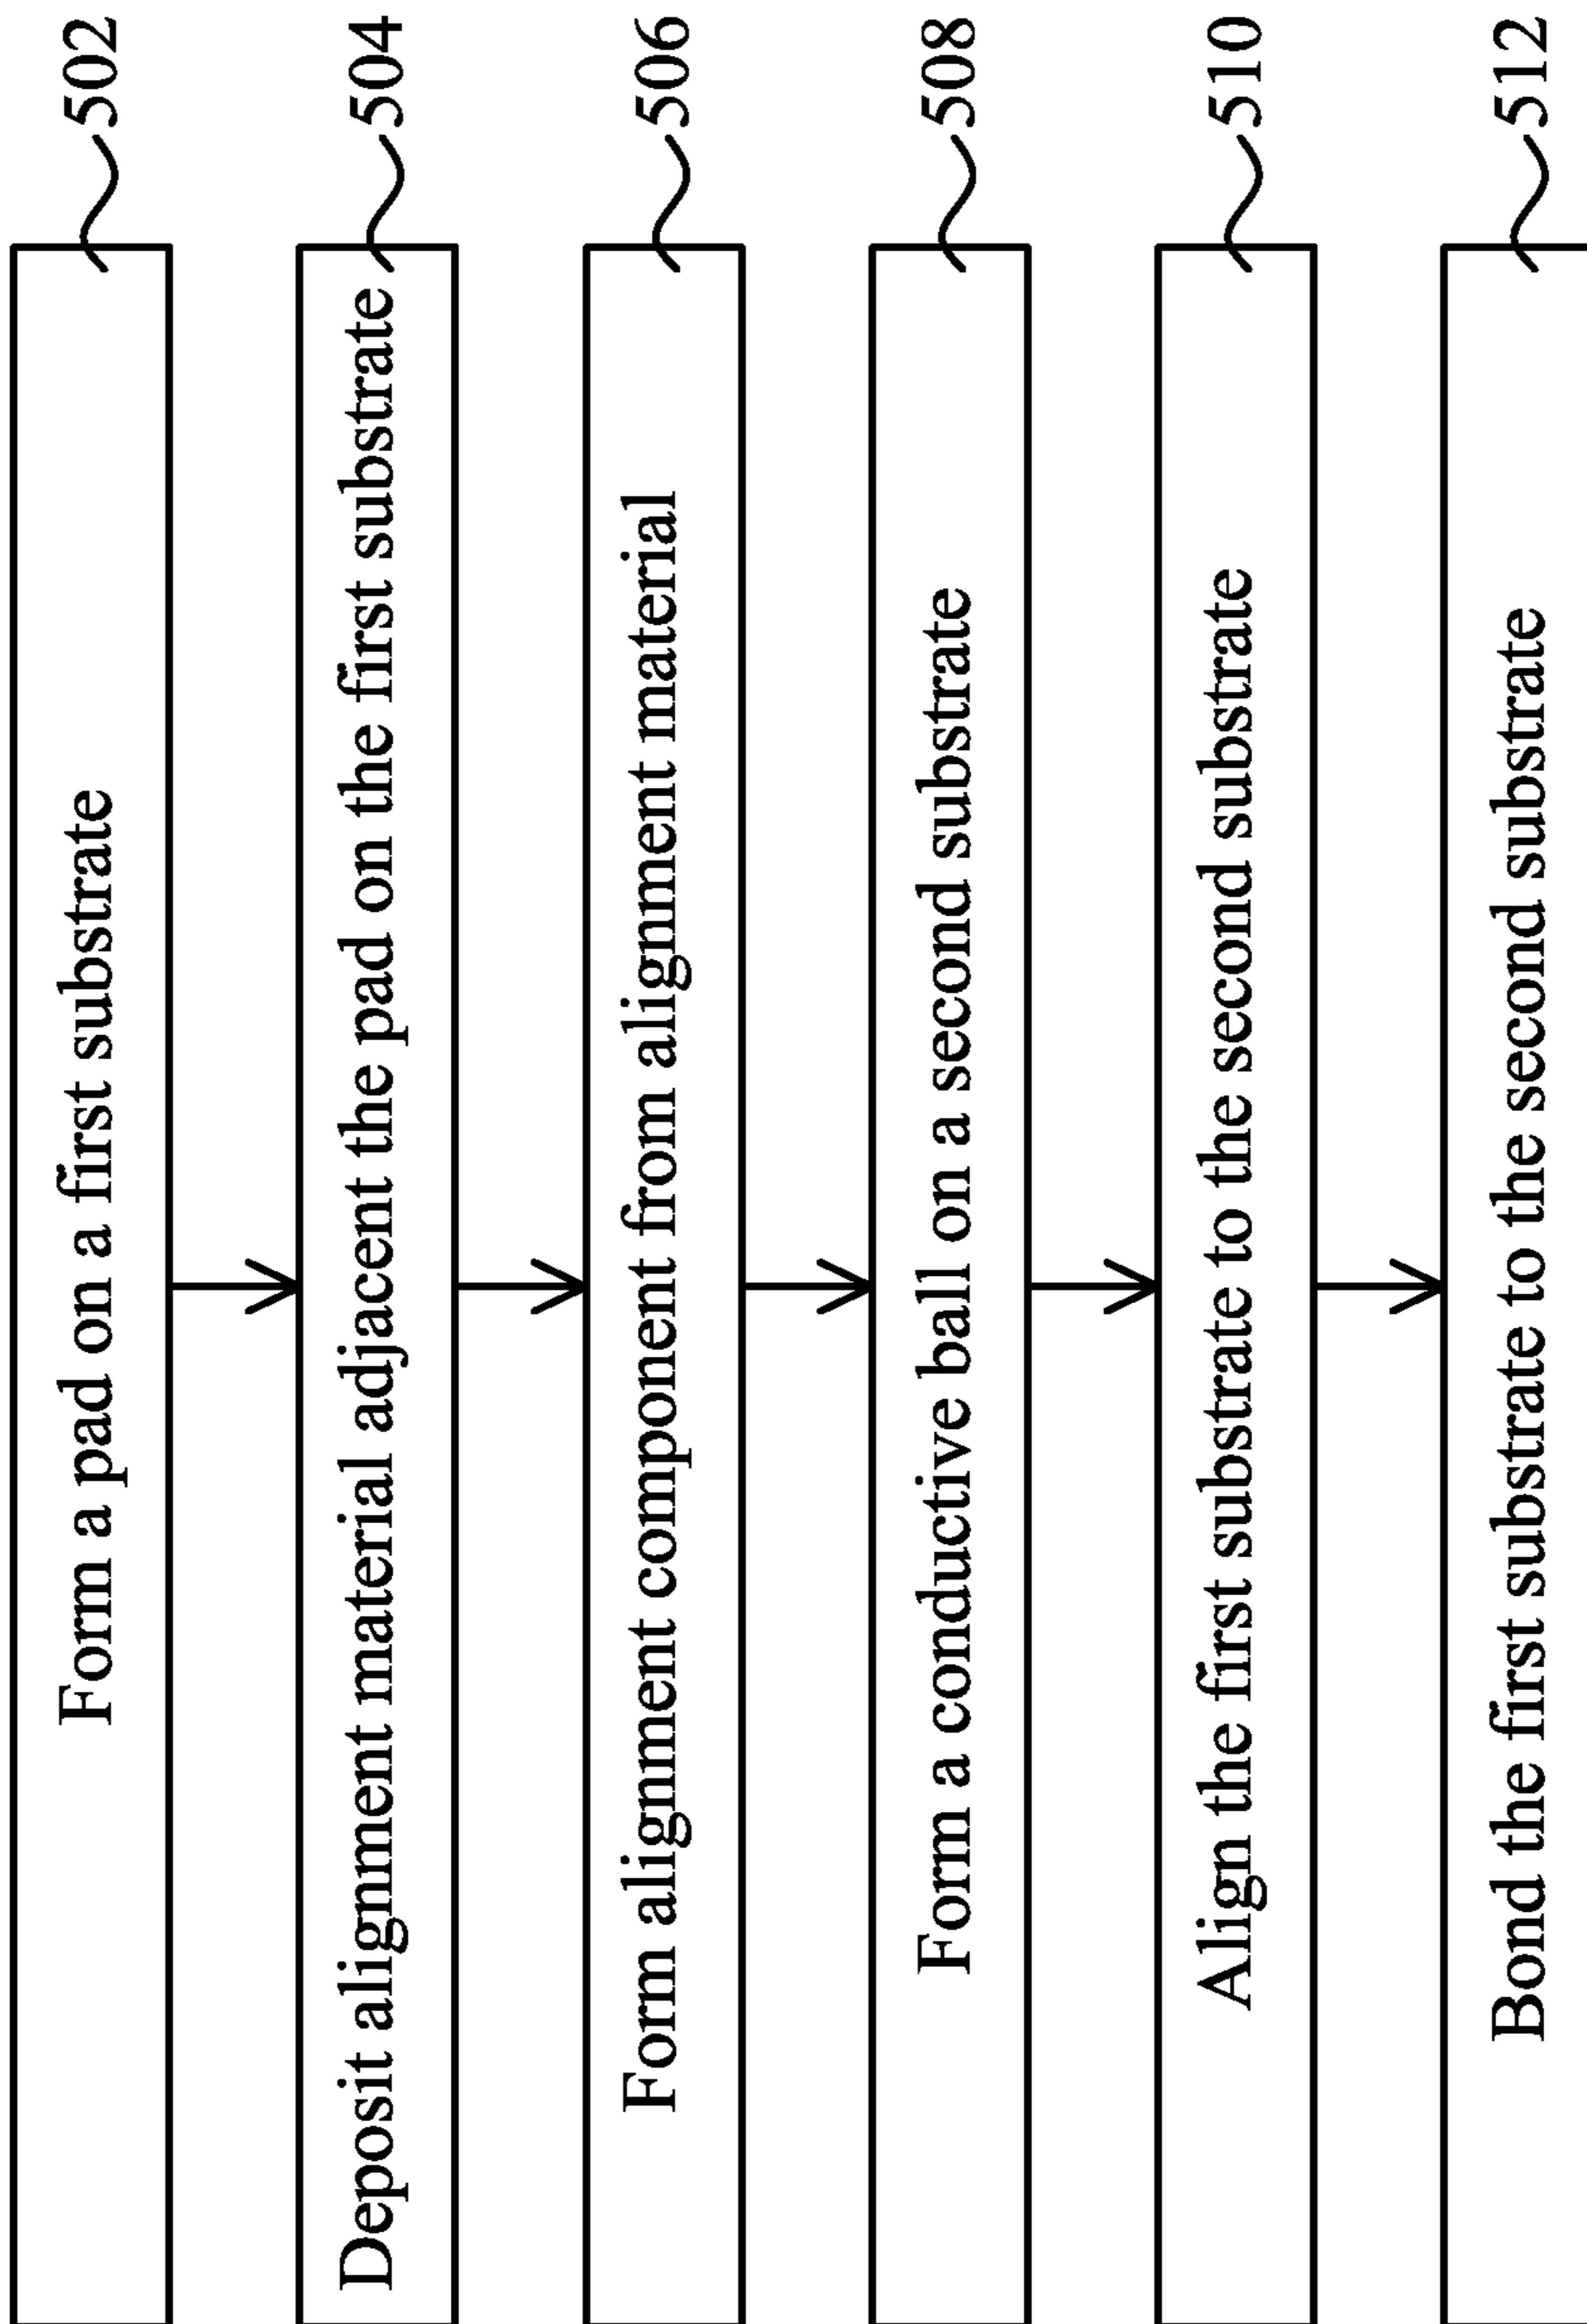 Form a pad on a first substrate 502
Deposit alignment material adjacent the pad on the first substrate 504
Form alignment component from alignment material 506
Form a conductive ball on a second substrate 508
Align the first substrate to the second substrate 510
Bond the first substrate to the second substrate 512